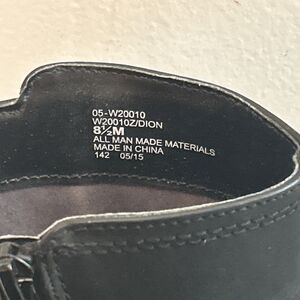 05-W20010
W20010Z/DION
8½M
ALL MAN MADE MATERIALS
MADE IN CHINA
142 05/15